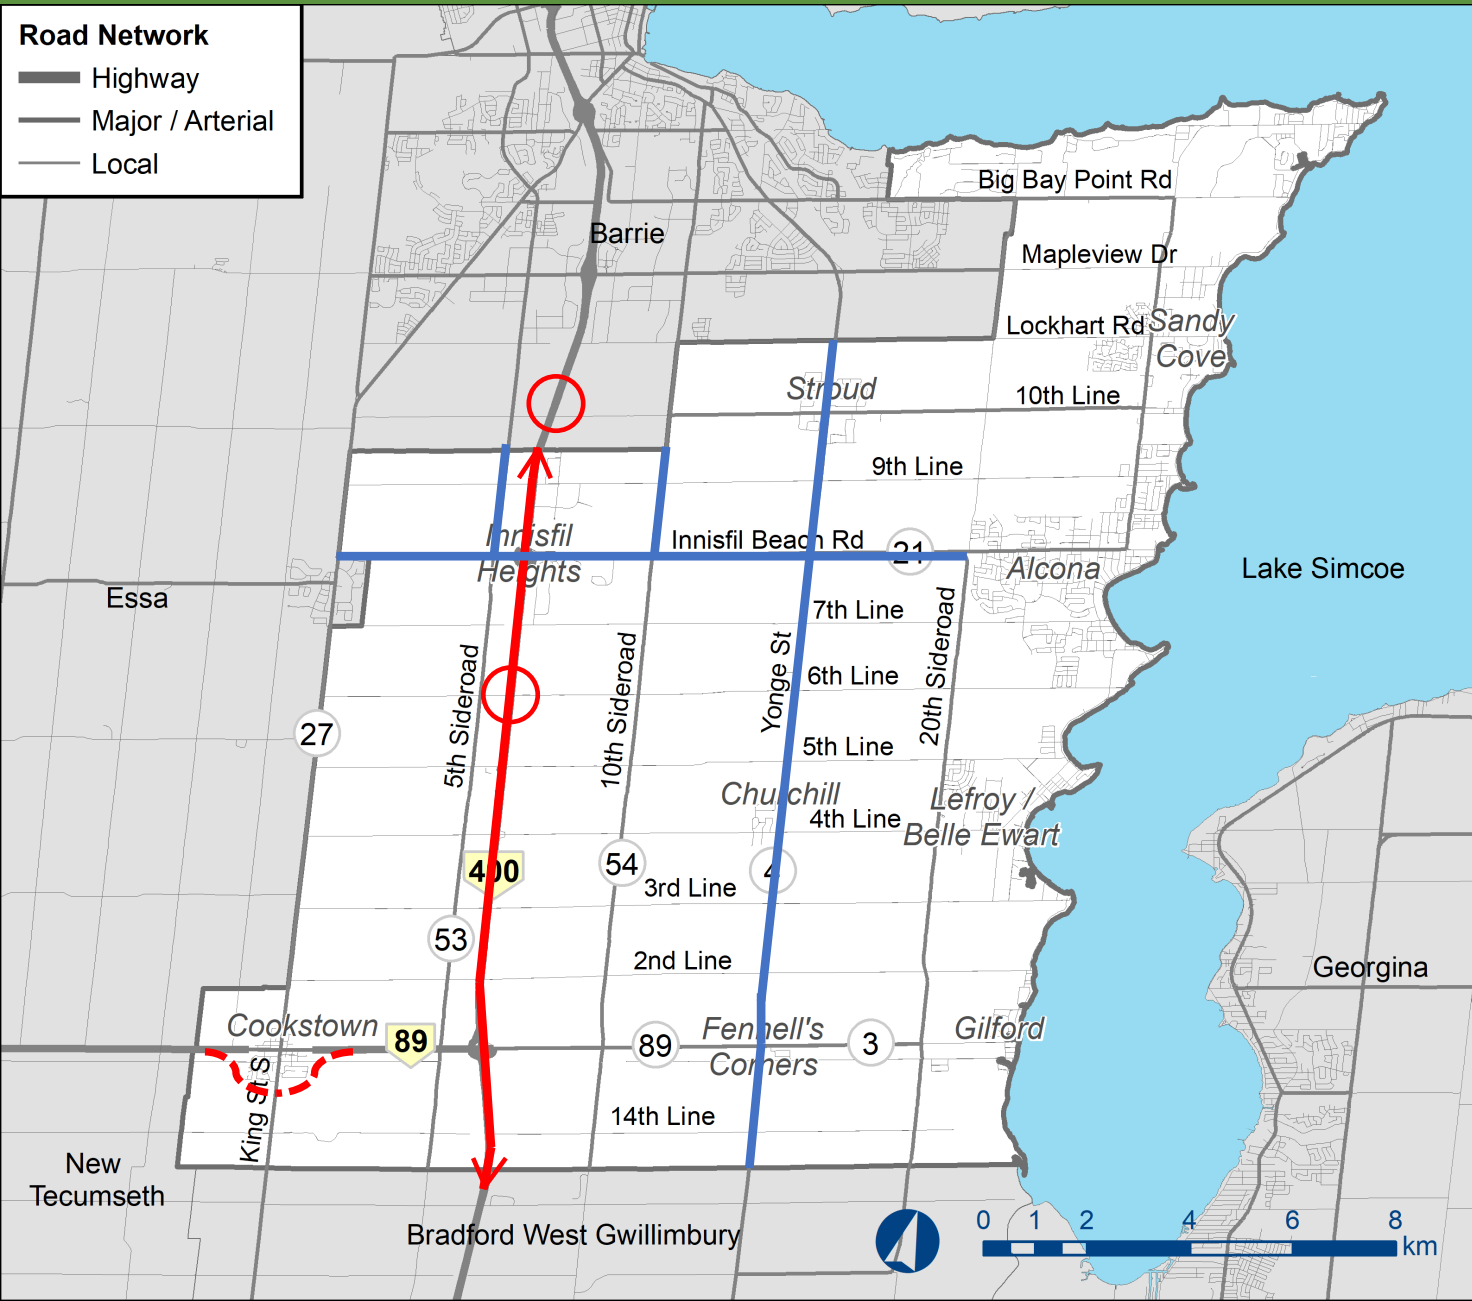 Road Network
Highway
Major / Arterial
Local
Big Bay Point Rd
Barrie
Mapleview Dr
Lockhart Rd
Sandy
Cove
Stroud
10th Line
9th Line
Innisfil
Heights
Innisfil Beach Rd
21
Alcona
Lake Simcoe
Essa
7th Line
5th Sideroad
10th Sideroad
Yonge St
6th Line
20th Sideroad
27
5th Line
Churchill
4th Line
Lefroy /
Belle Ewart
400
54
4
3rd Line
53
2nd Line
Georgina
Cookstown
89
89
Fennell's
Corners
3
Gilford
King St S
14th Line
New
Tecumseth
Bradford West Gwillimbury
0 1 2 4 6 8
km